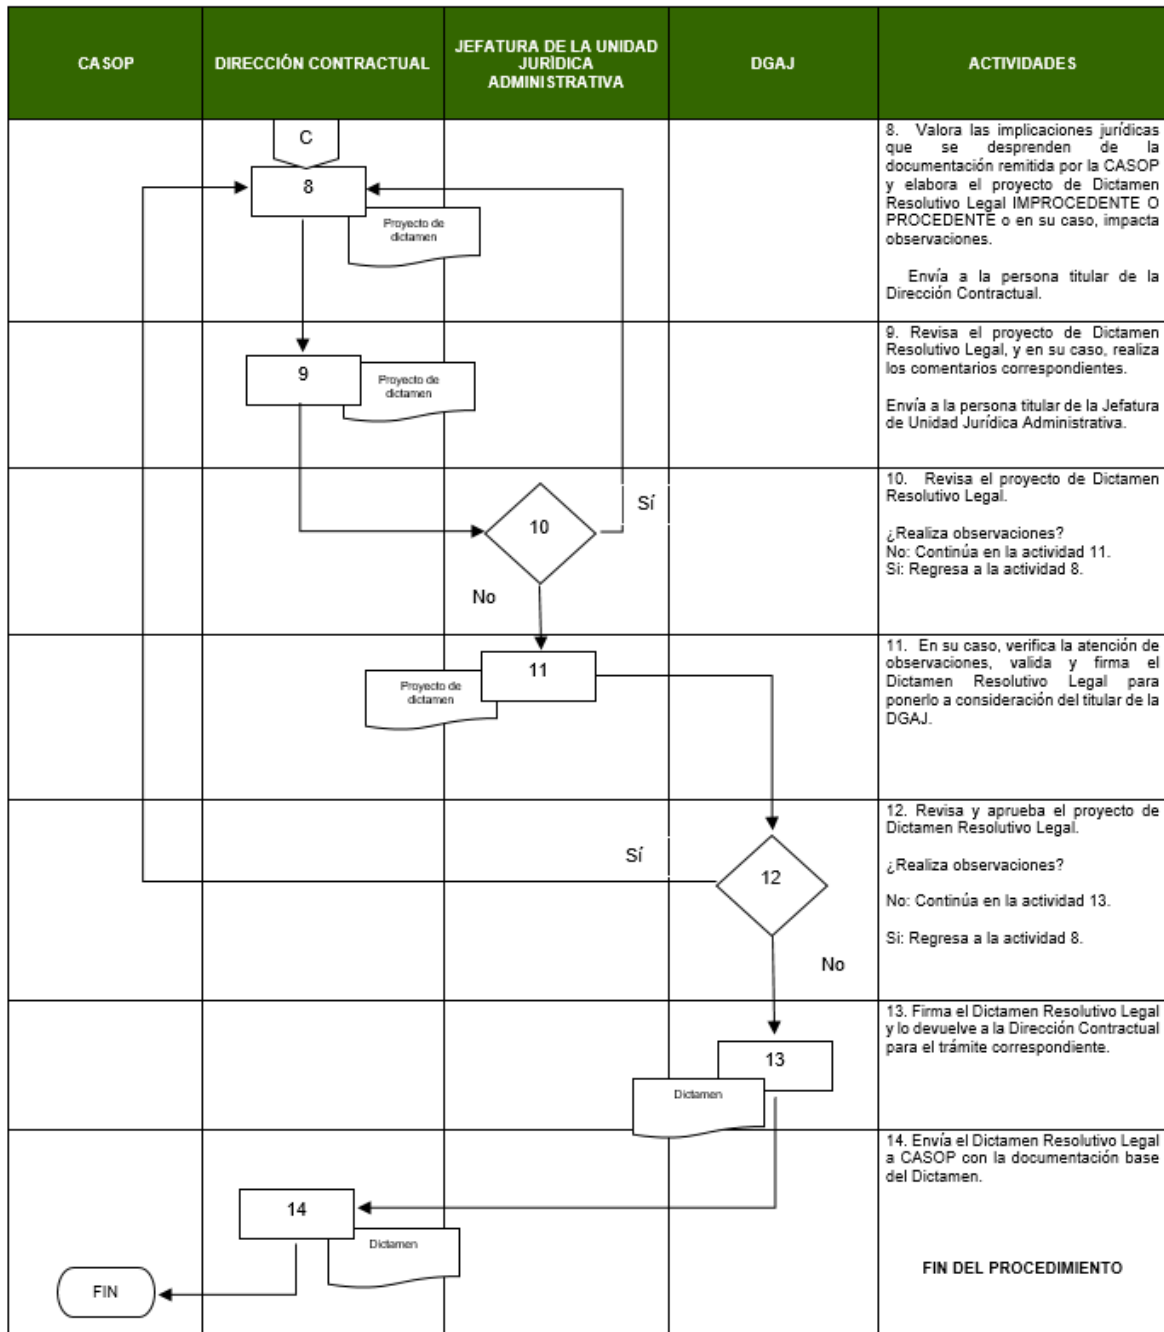 CASOP
DIRECCIÓN CONTRACTUAL
JEFATURA DE LA UNIDAD
JURÍDICA
ADMINISTRATIVA
DGAJ
ACTIVIDADES
C
8
Proyecto de
dictamen
8. Valora las implicaciones jurídicas
que se desprenden de la
documentación remitida por la CASOP
y elabora el proyecto de Dictamen
Resolutivo Legal IMPROCEDENTE O
PROCEDENTE o en su caso, impacta
observaciones.
Envía a la persona titular de la
Dirección Contractual.
9
Proyecto de
dictamen
9. Revisa el proyecto de Dictamen
Resolutivo Legal, y en su caso, realiza
los comentarios correspondientes.
Envía a la persona titular de la Jefatura
de Unidad Jurídica Administrativa.
10
Sí
No
10. Revisa el proyecto de Dictamen
Resolutivo Legal.
¿Realiza observaciones?
No: Continúa en la actividad 11.
Si: Regresa a la actividad 8.
11
Proyecto de
dictamen
11. En su caso, verifica la atención de
observaciones, valida y firma el
Dictamen Resolutivo Legal para
ponerlo a consideración del titular de la
DGAJ.
Sí
12
No
12. Revisa y aprueba el proyecto de
Dictamen Resolutivo Legal.
¿Realiza observaciones?
No: Continúa en la actividad 13.
Si: Regresa a la actividad 8.
13
Dictamen
13. Firma el Dictamen Resolutivo Legal
y lo devuelve a la Dirección Contractual
para el trámite correspondiente.
14
Dictamen
FIN
14. Envía el Dictamen Resolutivo Legal
a CASOP con la documentación base
del Dictamen.
FIN DEL PROCEDIMIENTO